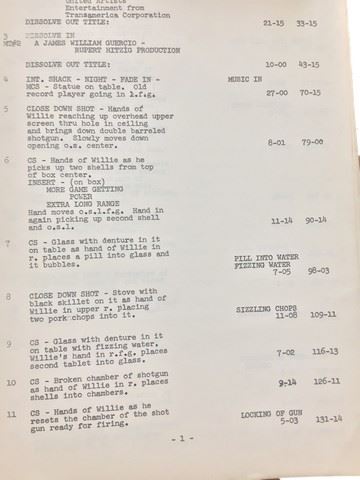 United Artists
Entertainment from
Transamerica Corporation
DISSOLVE OUT TITLE: 21-15 33-15
3 DISSOLVE IN
A JAMES WILLIAM GUERCIO -
RUPERT HITZIG PRODUCTION
DISSOLVE OUT TITLE: 10-00 43-15
4 INT. SHACK - NIGHT - FADE IN - MUSIC IN
MCS - Statue on table. Old
record player going in l.f.g. 27-00 70-15
5 CLOSE DOWN SHOT - Hands of
Willie reaching up overhead upper
screen thru hole in ceiling
and brings down double barreled
shotgun. Slowly moves down
opening o.s. center. 8-01 79-00
6 CS - Hands of Willie as he
picks up two shells from top
of box center.
INSERT - (on box)
MORE GAME GETTING
POWER
EXTRA LONG RANGE
Hand moves o.s.l.f.g. Hand in
again picking up second shell
and o.s.l. 11-14 90-14
7 CS - Glass with denture in it PILL INTO WATER
on table as hand of Willie in FIZZING WATER
r. places a pill into glass and 7-05 98-03
it bubbles.
8 CLOSE DOWN SHOT - Stove with
black skillet on it as hand of SIZZLING CHOPS
Willie in upper r. placing 11-08 109-11
two pork chops into it.
9 CS - Glass with denture in it
on table with fizzing water.
Willie's hand in r.f.g. places 7-02 116-13
second tablet into glass.
10 CS - Broken chamber of shotgun
as hand of Willie in r. places 9-14 126-11
shells into chambers.
11 CS - Hands of Willie as he LOCKING OF GUN
resets the chamber of the shot 5-03 131-14
gun ready for firing.
- 1 -